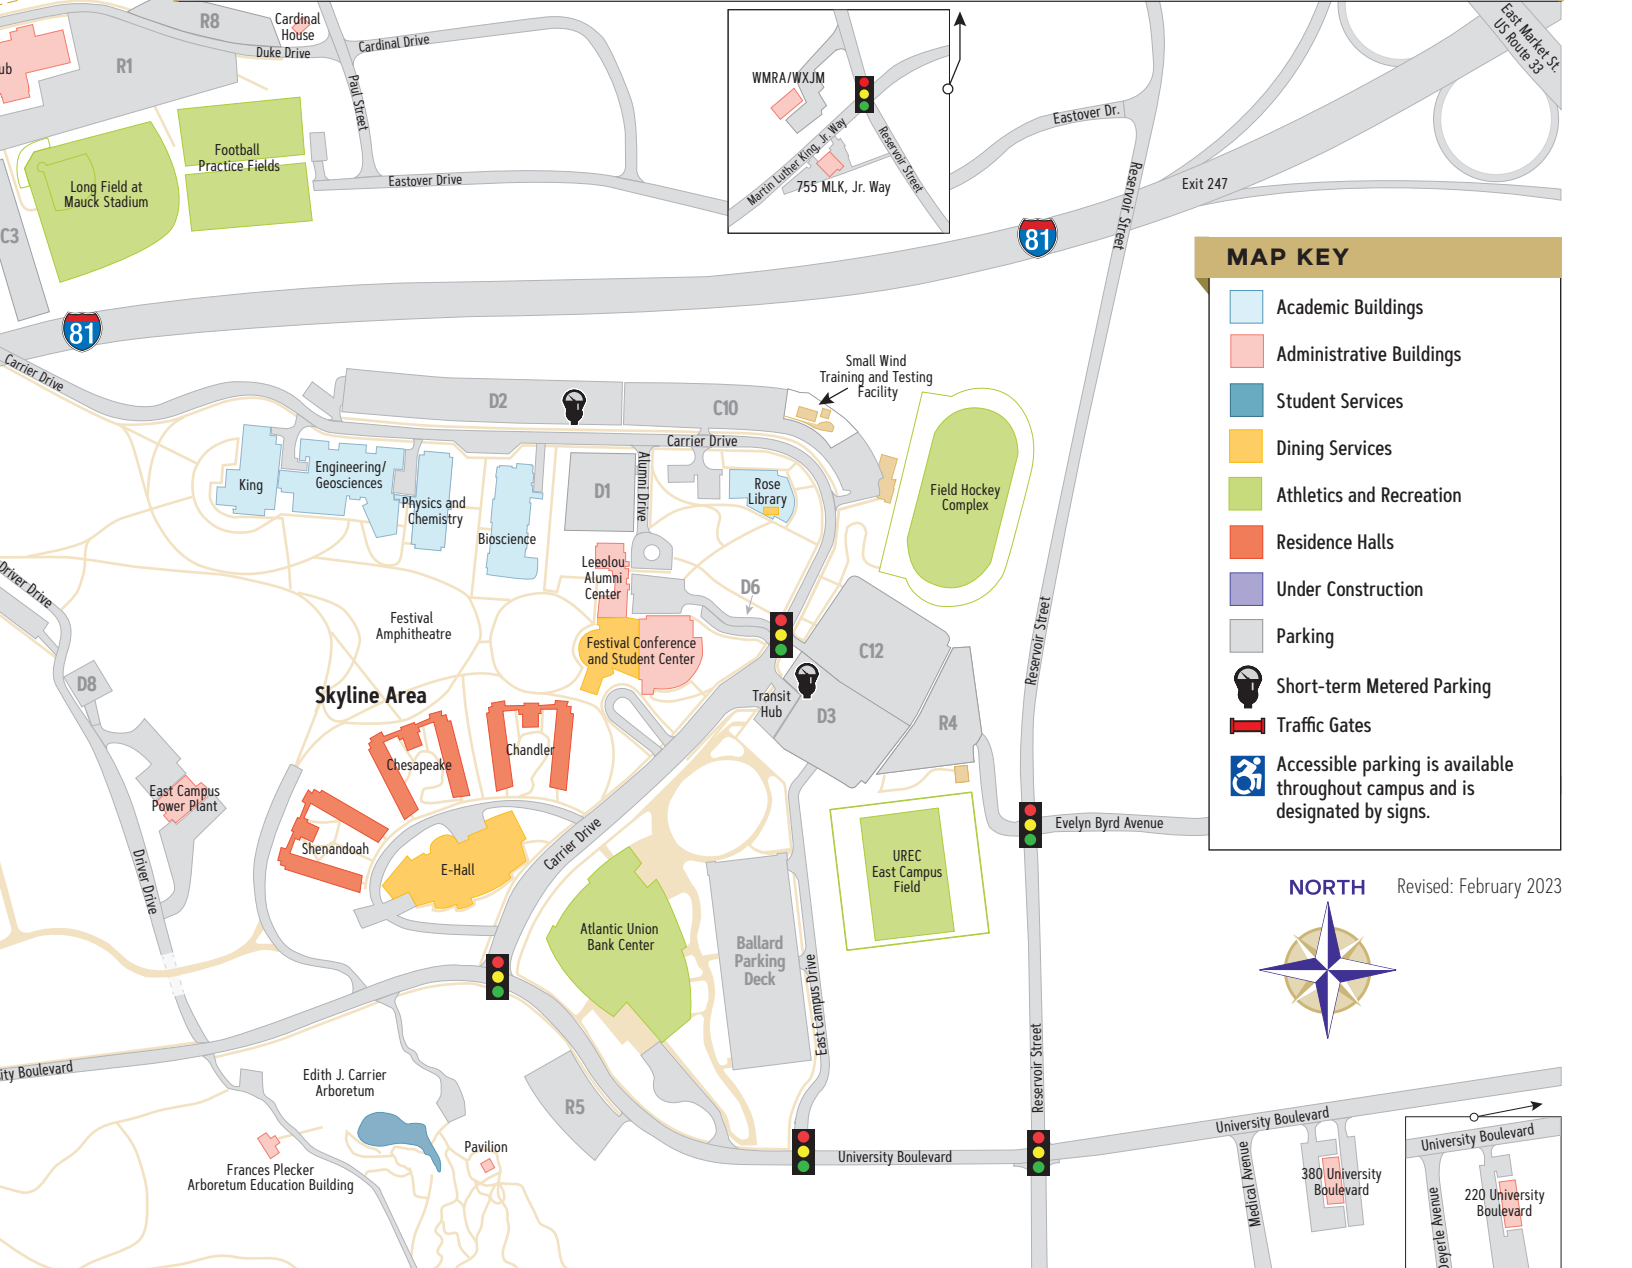 R8
Cardinal
House
Duke Drive
Cardinal Drive
ub
R1
Paul Street
Football
Practice Fields
Long Field at
Mauck Stadium
Eastover Drive
C3
WMRA/WXJM
Martin Luther King, Jr. Way
Reservoir Street
755 MLK, Jr. Way
Eastover Dr.
Reservoir Street
Exit 247
East Market St.
US Route 33
81
81
Carrier Drive
D2
C10
Small Wind
Training and Testing
Facility
Carrier Drive
King
Engineering/
Geosciences
Physics and
Chemistry
Bioscience
D1
Alumni Drive
Rose
Library
Field Hockey
Complex
Leeolou
Alumni
Center
D6
Driver Drive
Festival
Amphitheatre
Festival Conference
and Student Center
C12
Reservoir Street
D8
Skyline Area
Transit
Hub
D3
R4
Chandler
Chesapeake
East Campus
Power Plant
Shenandoah
E-Hall
Carrier Drive
Driver Drive
Evelyn Byrd Avenue
UREC
East Campus
Field
Atlantic Union
Bank Center
Ballard
Parking
Deck
East Campus Drive
Reservoir Street
ity Boulevard
Edith J. Carrier
Arboretum
R5
Pavilion
Frances Plecker
Arboretum Education Building
University Boulevard
University Boulevard
Medical Avenue
380 University
Boulevard
University Boulevard
Deyerle Avenue
220 University
Boulevard
MAP KEY
Academic Buildings
Administrative Buildings
Student Services
Dining Services
Athletics and Recreation
Residence Halls
Under Construction
Parking
Short-term Metered Parking
Traffic Gates
Accessible parking is available
throughout campus and is
designated by signs.
NORTH
Revised: February 2023